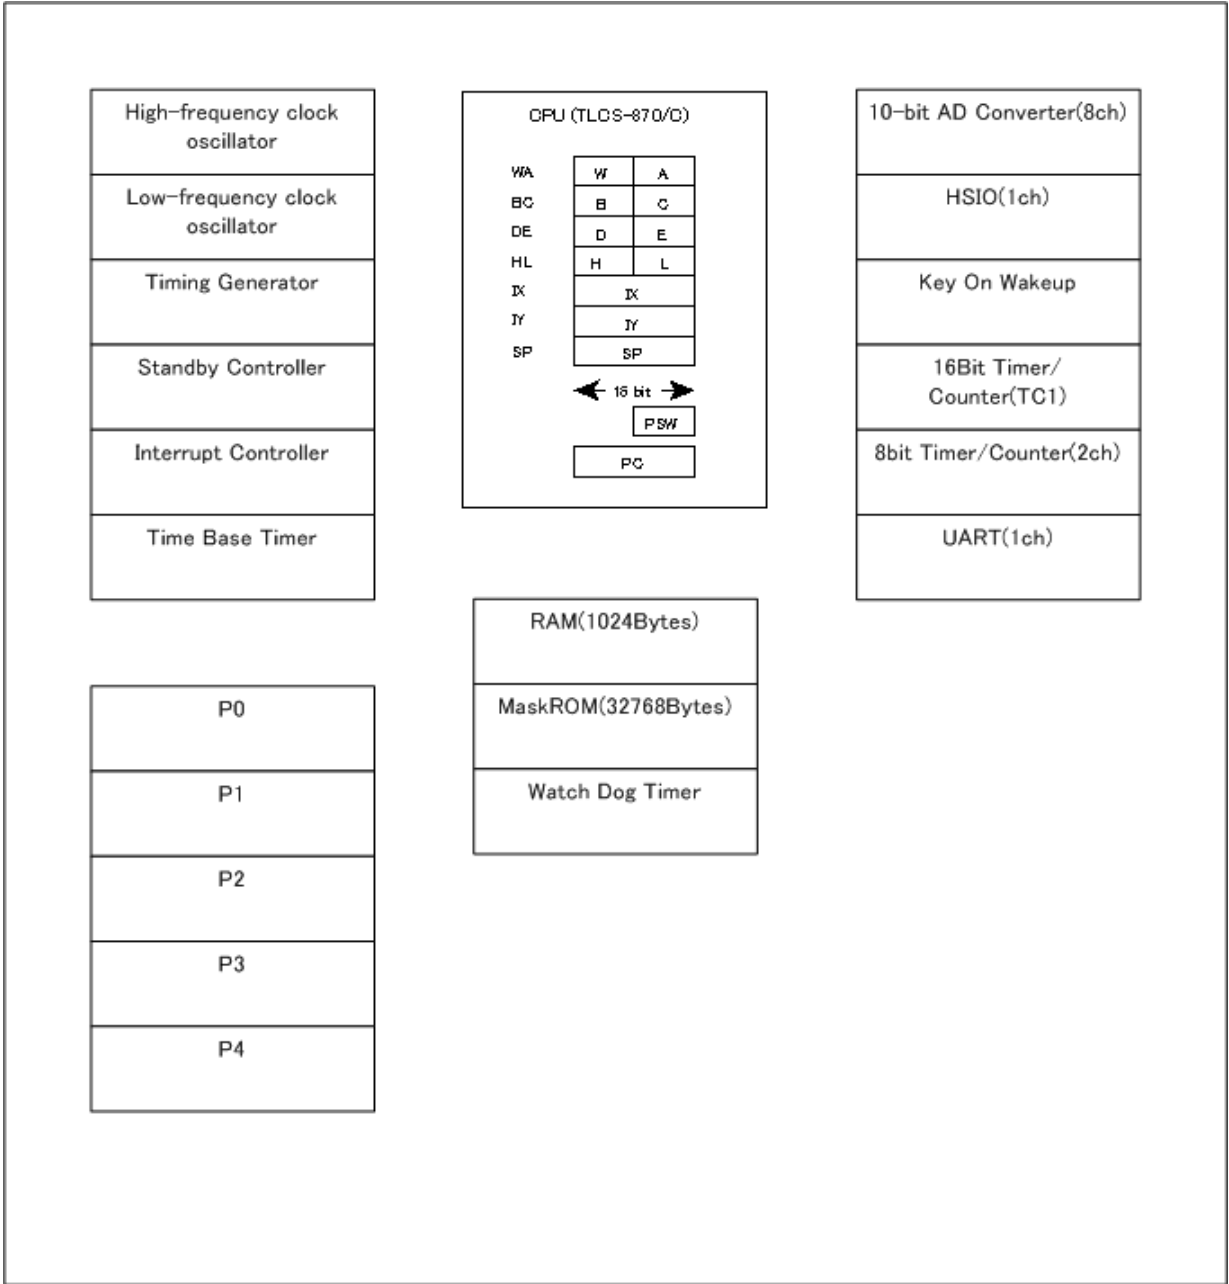 High-frequency clock
oscillator
Low-frequency clock
oscillator
Timing Generator
Standby Controller
Interrupt Controller
Time Base Timer
CPU (TLCS-870/C)
WA W A
BC B C
DE D E
HL H L
IX IX
IY IY
SP SP
16 bit
PSW
PC
10-bit AD Converter(8ch)
HSIO(1ch)
Key On Wakeup
16Bit Timer/
Counter(TC1)
8bit Timer/Counter(2ch)
UART(1ch)
RAM(1024Bytes)
MaskROM(32768Bytes)
Watch Dog Timer
P0
P1
P2
P3
P4